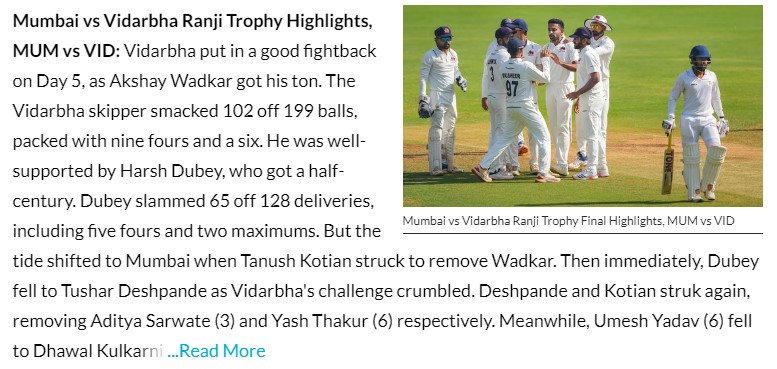 Mumbai vs Vidarbha Ranji Trophy Highlights,
MUM vs VID: Vidarbha put in a good fightback
on Day 5, as Akshay Wadkar got his ton. The
Vidarbha skipper smacked 102 off 199 balls,
packed with nine fours and a six. He was well-
supported by Harsh Dubey, who got a half-
century. Dubey slammed 65 off 128 deliveries,
including five fours and two maximums. But the
tide shifted to Mumbai when Tanush Kotian struck to remove Wadkar. Then immediately, Dubey
fell to Tushar Deshpande as Vidarbha's challenge crumbled. Deshpande and Kotian struk again,
removing Aditya Sarwate (3) and Yash Thakur (6) respectively. Meanwhile, Umesh Yadav (6) fell
to Dhawal Kulkarni ...Read More
3
97
Mumbai vs Vidarbha Ranji Trophy Final Highlights, MUM vs VID